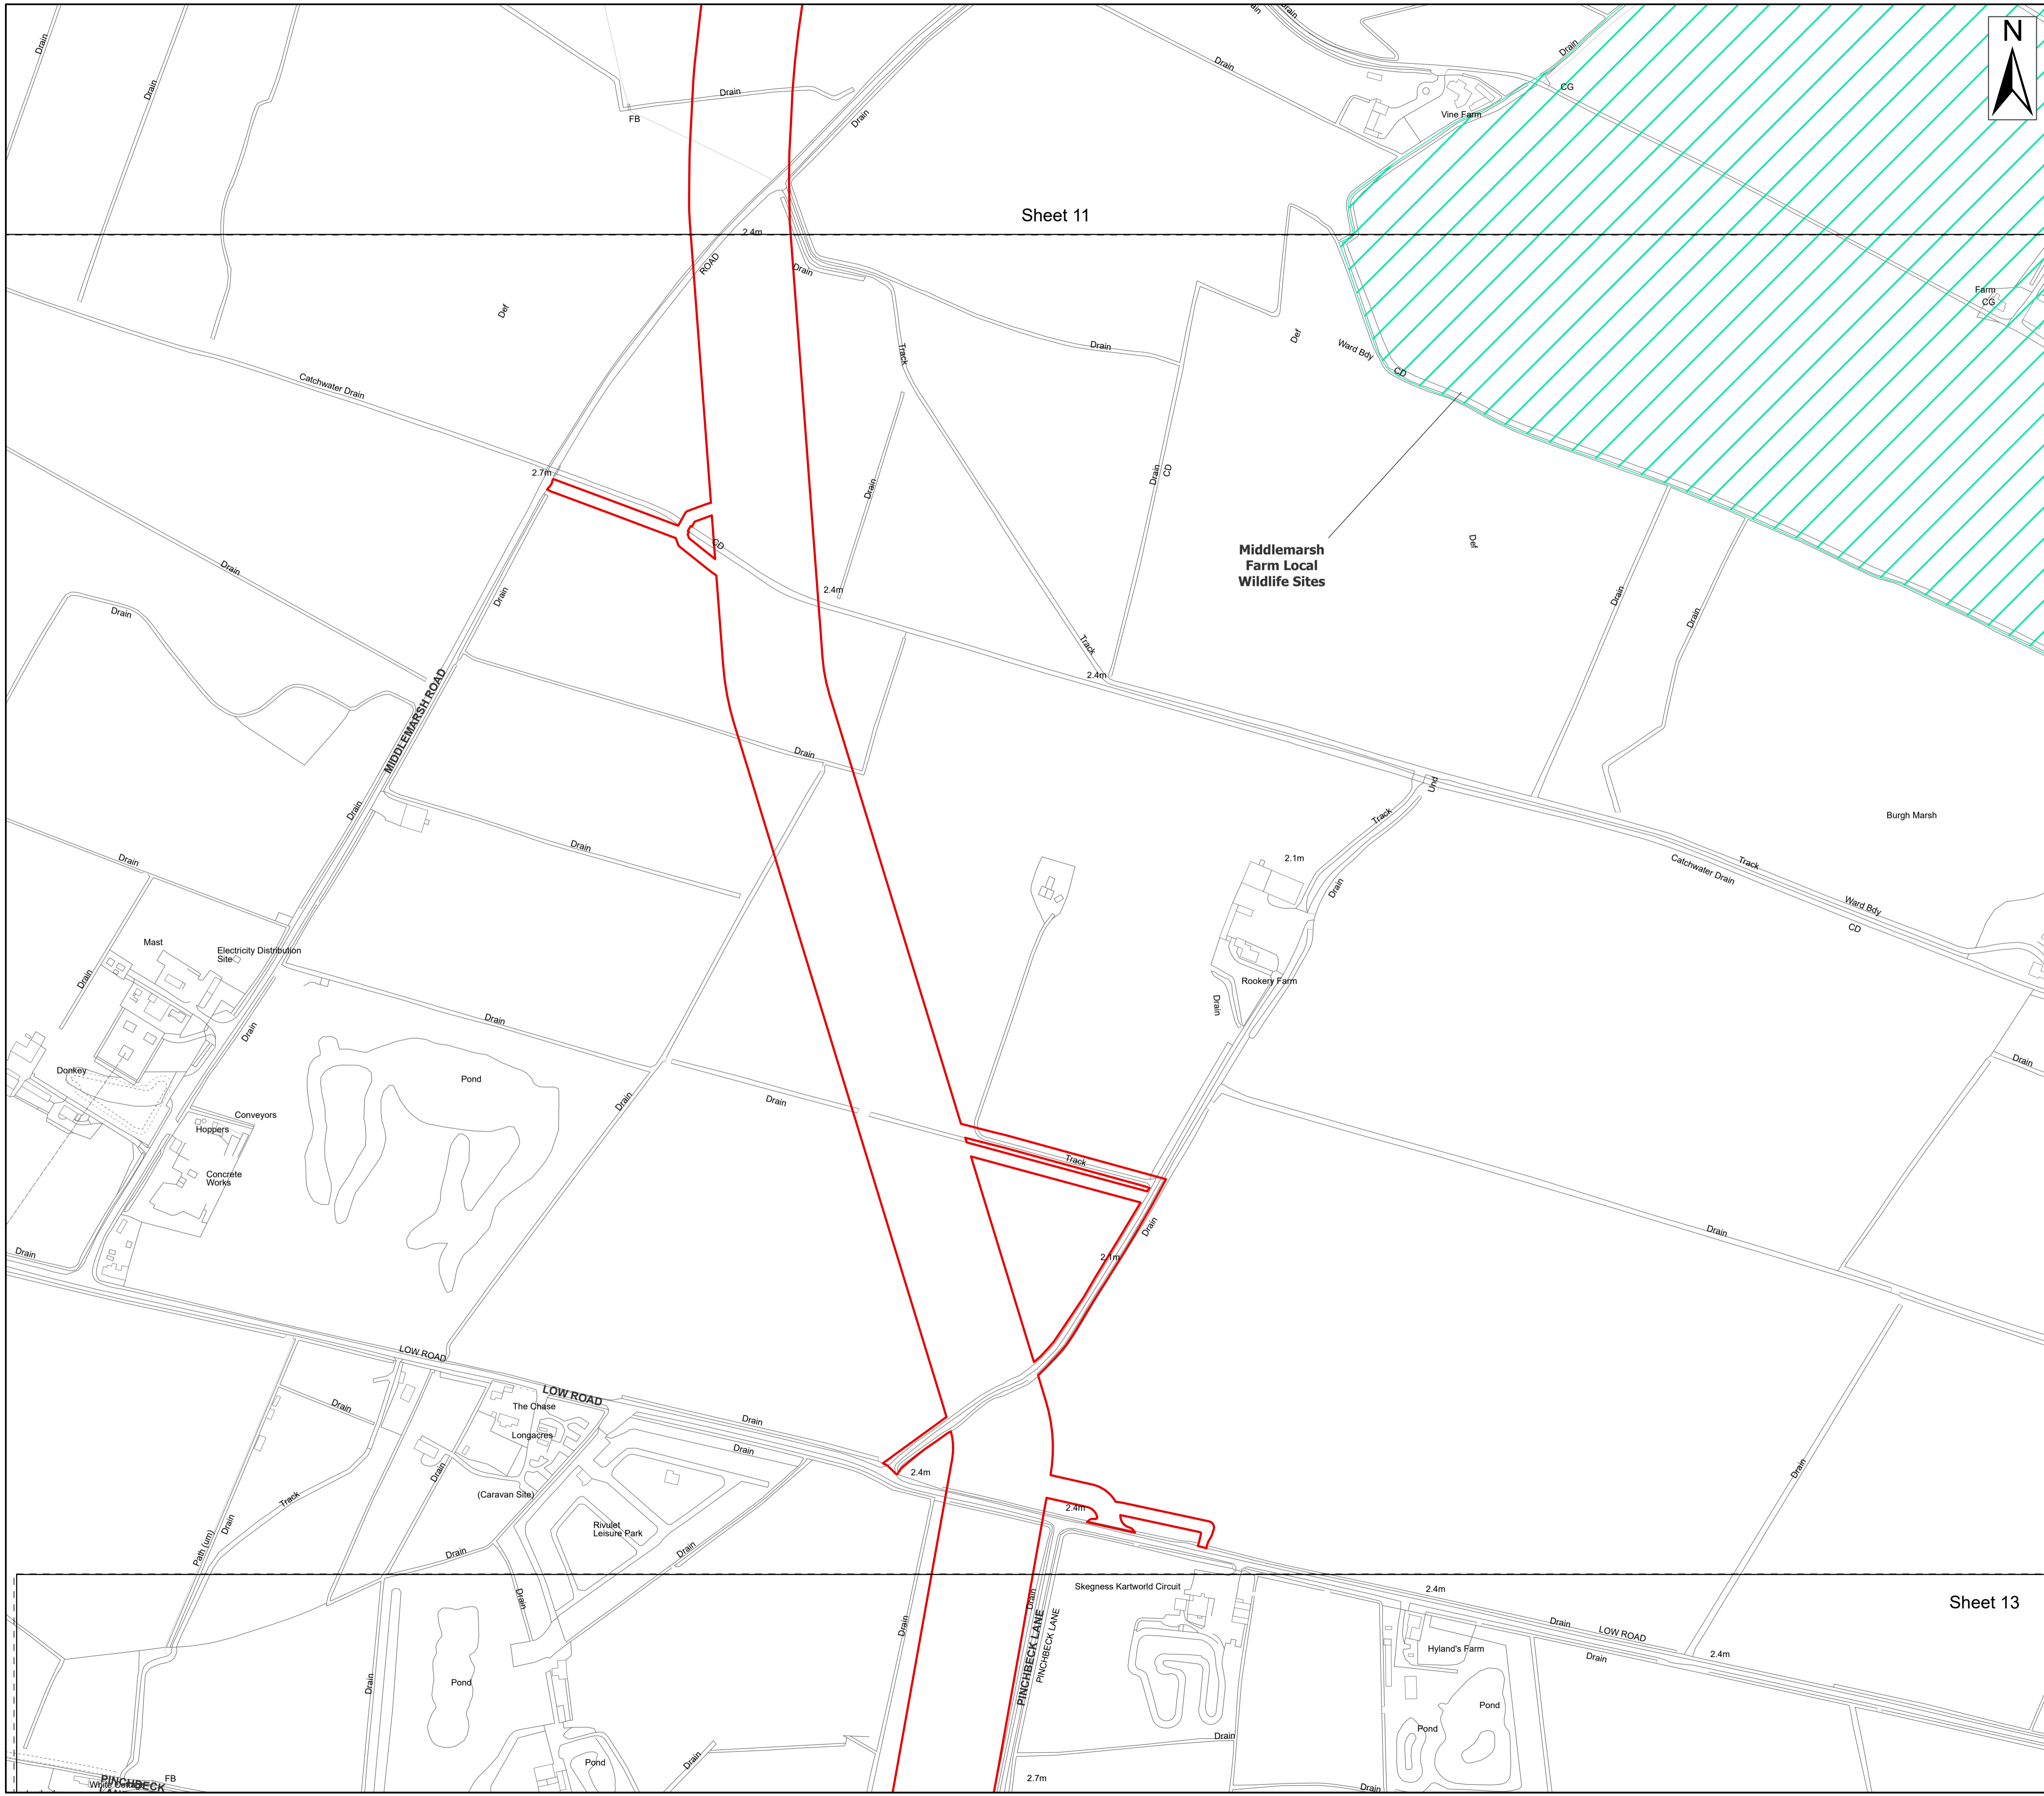 N
Drain
Drain
Drain
Drain
Drain
Drain
FB
Drain
Drain
CG
Vine Farm
Sheet 11
2.4m
ROAD
Drain
Def
Track
Drain
Def
Ward Bdy
CD
Farm
CG
Catchwater Drain
2.7m
Drain
Drain
CD
CD
2.4m
Def
Middlemarsh
Farm Local
Wildlife Sites
Drain
Drain
Drain
Drain
Drain
Track
2.4m
MIDDLEMARSH ROAD
Drain
Und
Drain
Drain
Drain
Track
Burgh Marsh
2.1m
Track
Catchwater Drain
Drain
Ward Bdy
CD
Mast
Electricity Distribution
Site
Drain
Rookery Farm
Drain
Drain
Drain
Donkey
Pond
Drain
Drain
Drain
Conveyors
Hoppers
Concrete
Works
Track
Drain
2.1m
Drain
Drain
LOW ROAD
LOW ROAD
Drain
The Chase
Longacres
Drain
Drain
Drain
2.4m
Drain
(Caravan Site)
Track
2.4m
Path (um)
Drain
Rivulet
Leisure Park
Drain
Drain
Drain
Skegness Kartworld Circuit
2.4m
Sheet 13
Drain
Drain
PINCHBECK LANE
PINCHBECK LANE
Drain
LOW ROAD
Hyland's Farm
Drain
2.4m
Drain
Pond
Pond
Pond
Drain
Drain
Pond
2.7m
Drain
FB
PINCHBECK